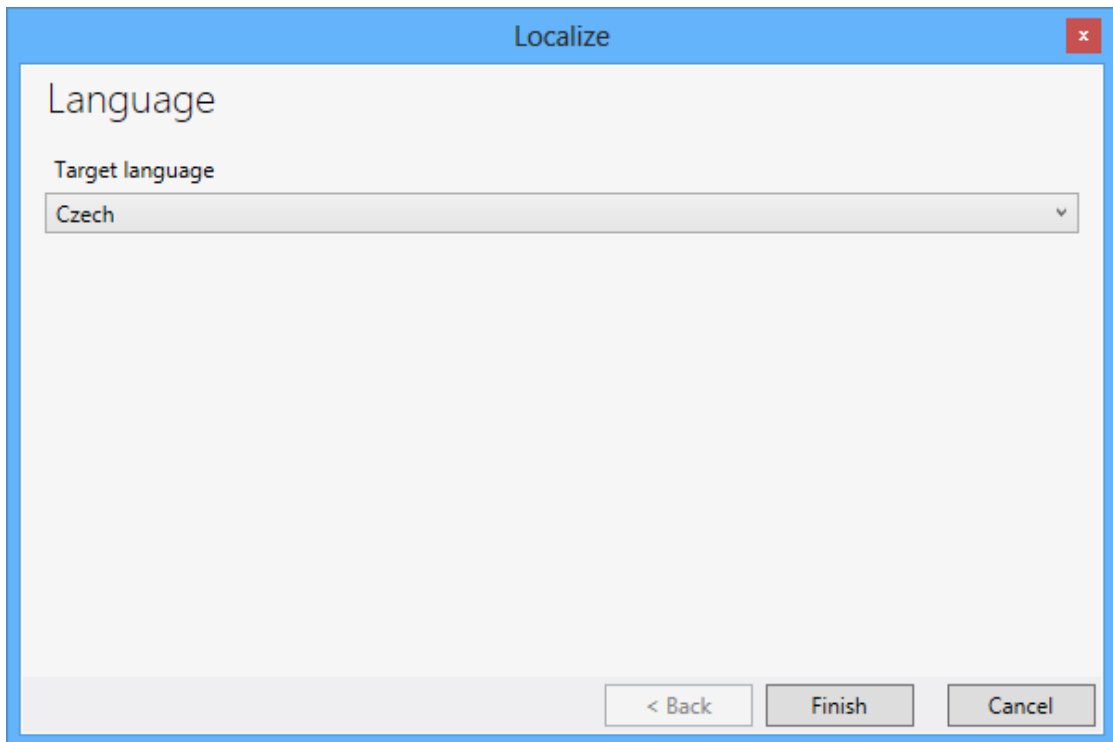 Localize
x
Language
Target language
Czech
< Back Finish Cancel